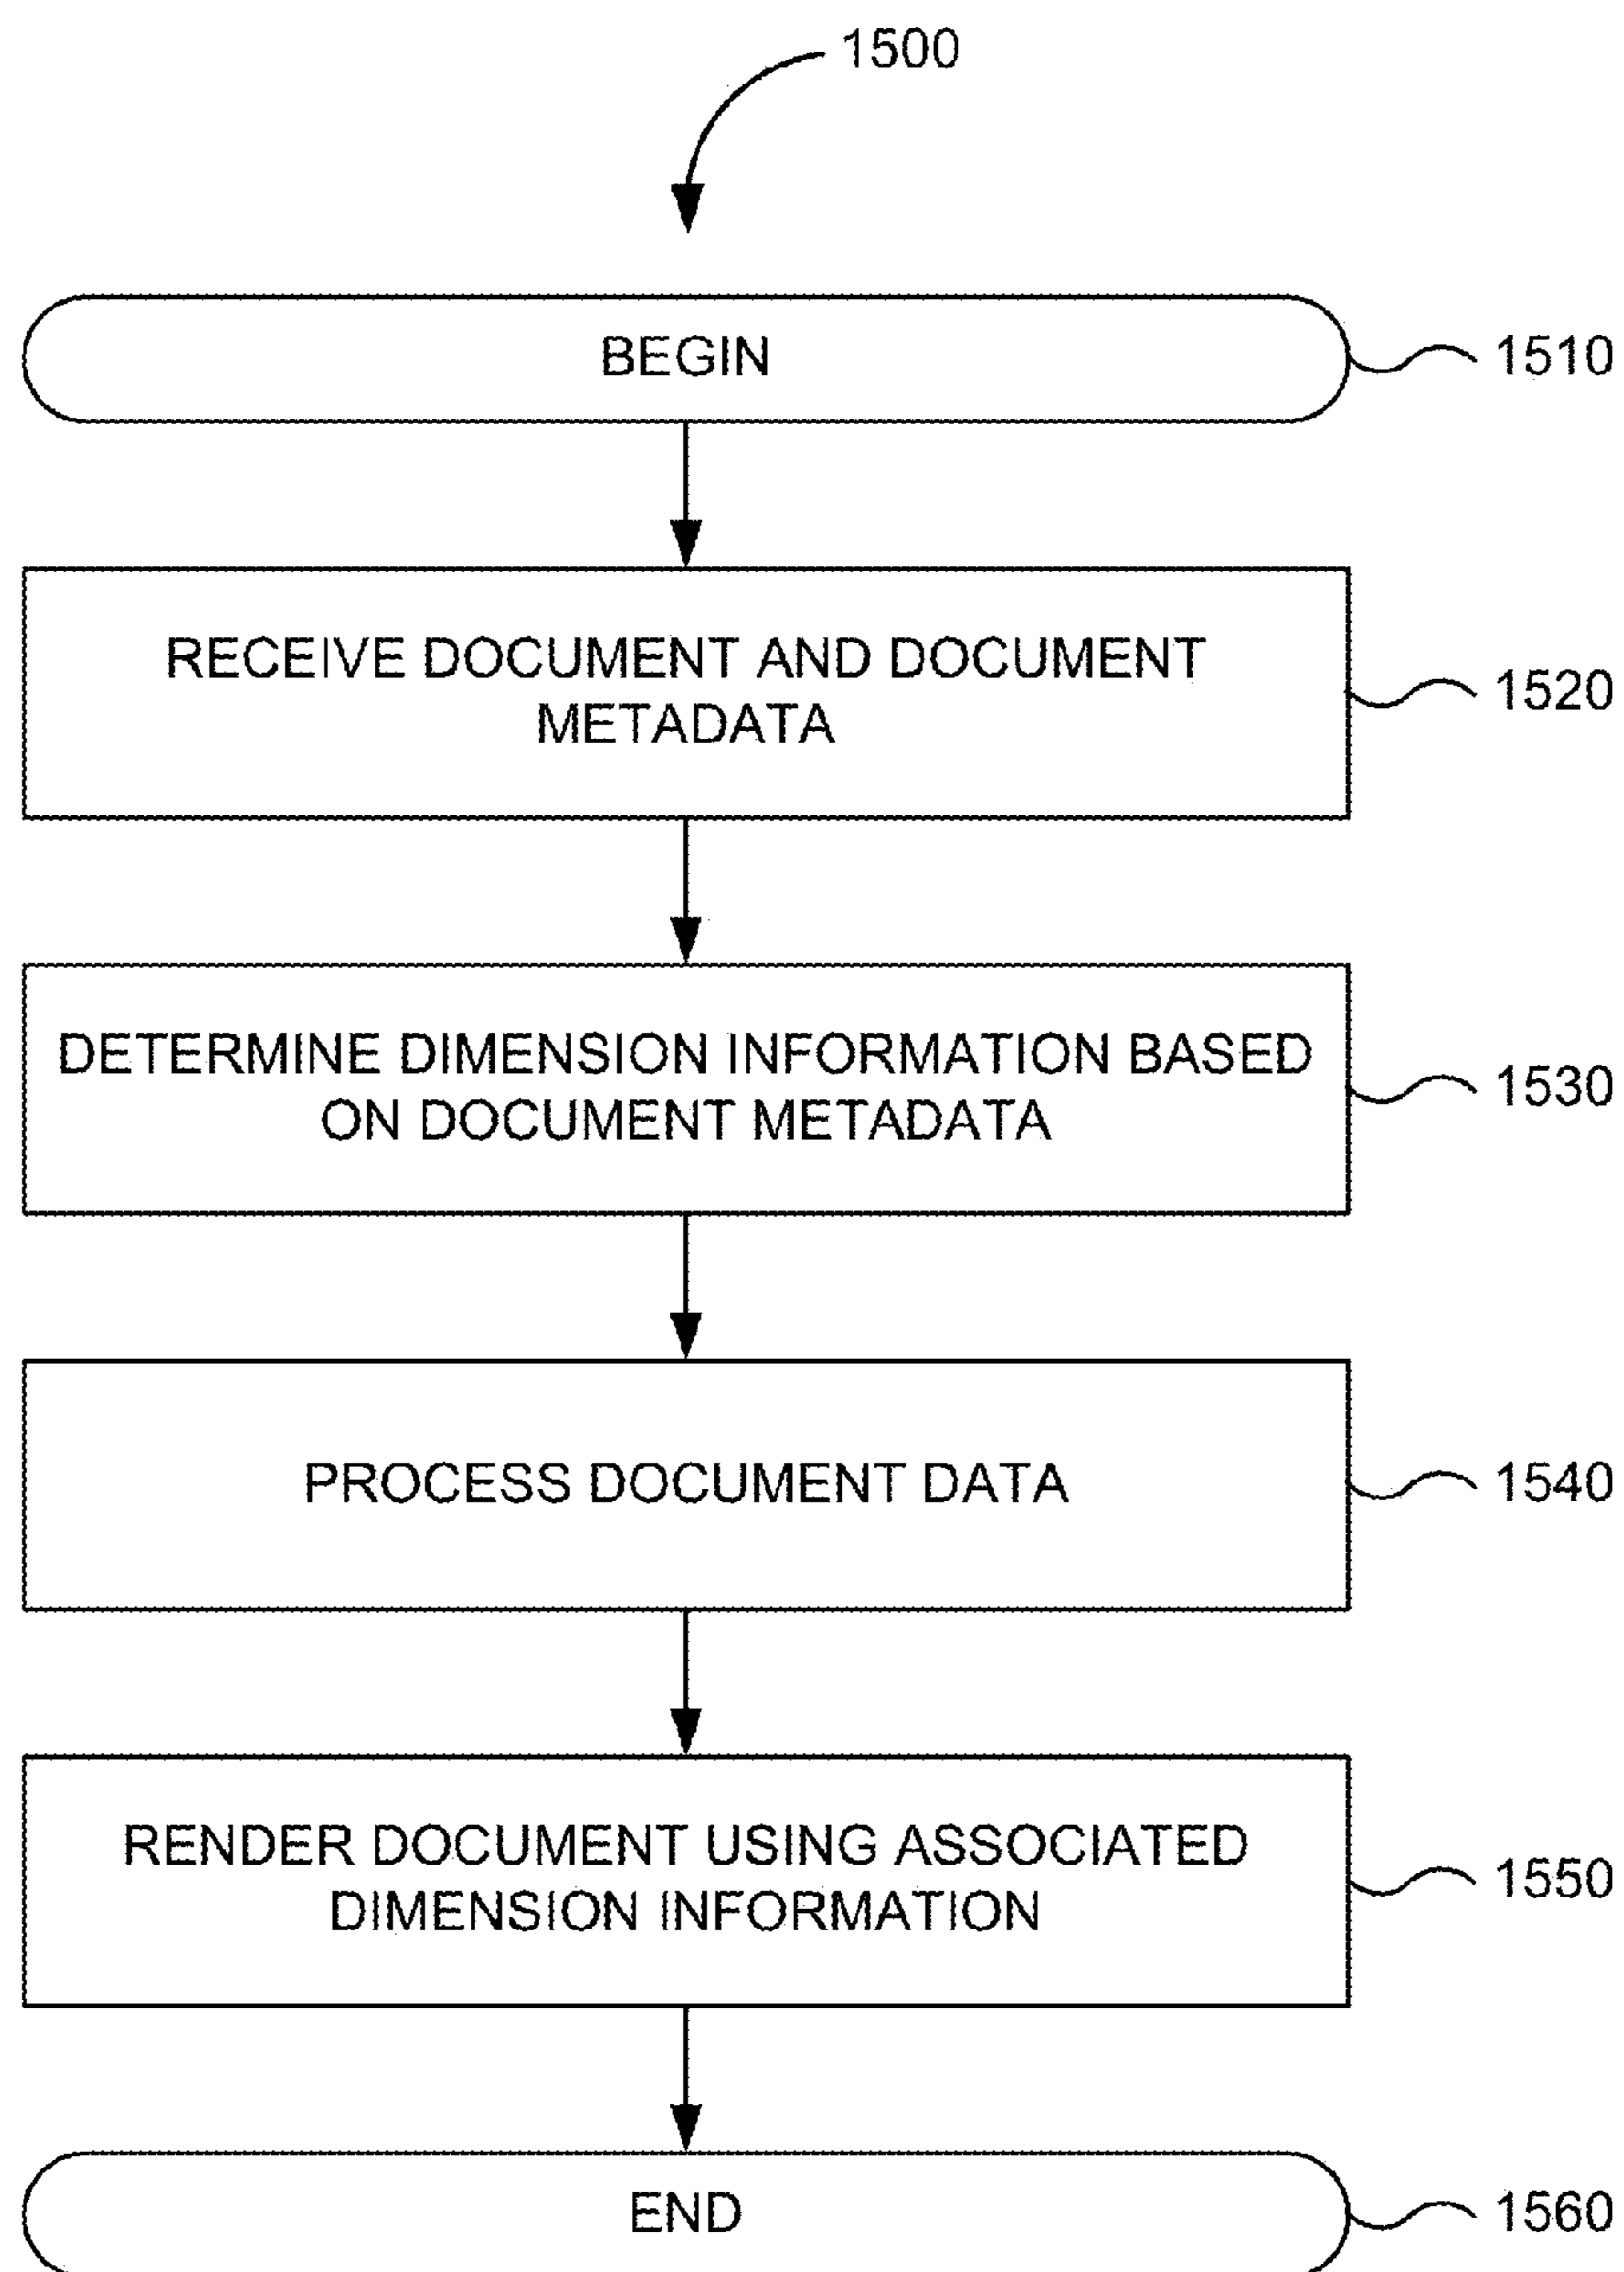 1500
BEGIN
1510
RECEIVE DOCUMENT AND DOCUMENT
METADATA
1520
DETERMINE DIMENSION INFORMATION BASED
ON DOCUMENT METADATA
1530
PROCESS DOCUMENT DATA
1540
RENDER DOCUMENT USING ASSOCIATED
DIMENSION INFORMATION
1550
END
1560